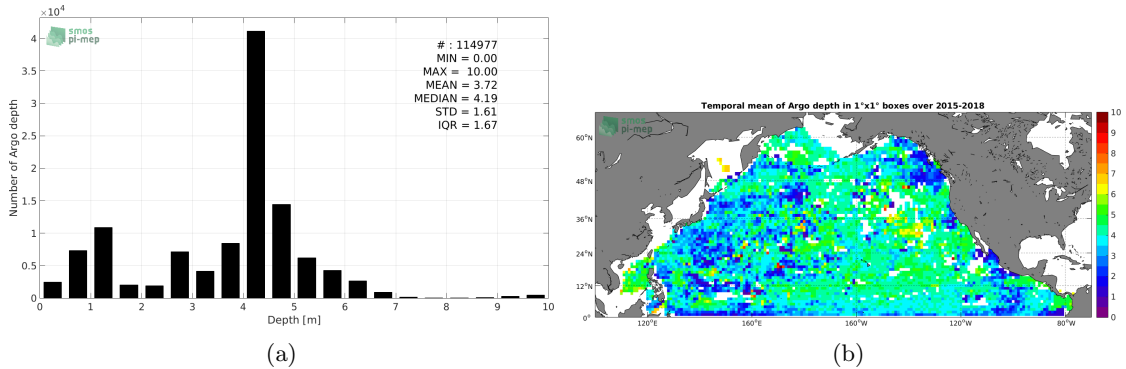 ×10⁴
smos
pi-mep
# : 114977
MIN = 0.00
MAX = 10.00
MEAN = 3.72
MEDIAN = 4.19
STD = 1.61
IQR = 1.67
Number of Argo depth
4
3.5
3
2.5
2
1.5
1
0.5
0
0 1 2 3 4 5 6 7 8 9 10
Depth [m]
(a)
Temporal mean of Argo depth in 1°x1° boxes over 2015-2018
smos
pi-mep
60°N
48°N
36°N
24°N
12°N
0°
120°E 160°E 160°W 120°W 80°W
10
9
8
7
6
5
4
3
2
1
0
(b)